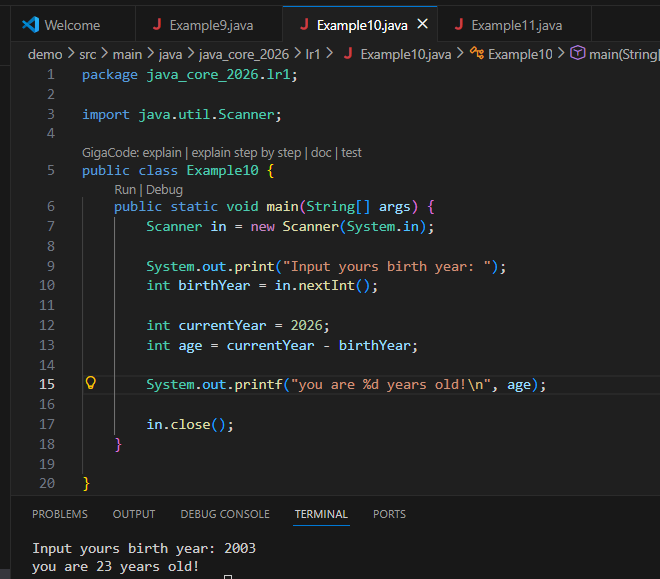 Welcome Example9.java Example10.java Example11.java
demo > src > main > java > java_core_2026 > lr1 > Example10.java > Example10 > main(String[
1 package java_core_2026.lr1;
2
3 import java.util.Scanner;
4
GigaCode: explain | explain step by step | doc | test
5 public class Example10 {
Run | Debug
6 public static void main(String[] args) {
7 Scanner in = new Scanner(System.in);
8
9 System.out.print("Input yours birth year: ");
10 int birthYear = in.nextInt();
11
12 int currentYear = 2026;
13 int age = currentYear - birthYear;
14
15 System.out.printf("you are %d years old!\n", age);
16
17 in.close();
18 }
19
20 }
PROBLEMS OUTPUT DEBUG CONSOLE TERMINAL PORTS
Input yours birth year: 2003
you are 23 years old!